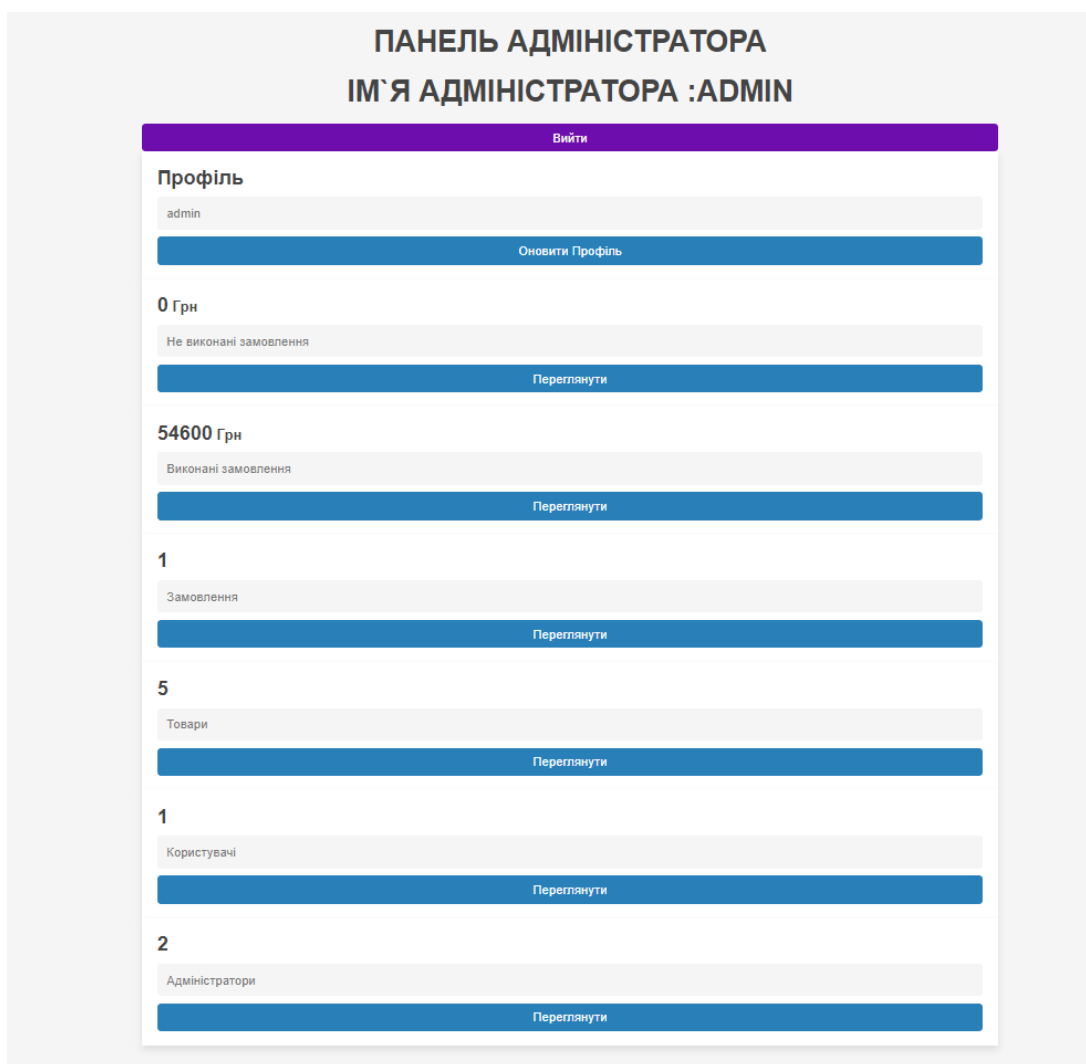 ПАНЕЛЬ АДМІНІСТРАТОРА
ІМ`Я АДМІНІСТРАТОРА :ADMIN
Вийти
Профіль
admin
Оновити Профіль
0 Грн
Не виконані замовлення
Переглянути
54600 Грн
Виконані замовлення
Переглянути
1
Замовлення
Переглянути
5
Товари
Переглянути
1
Користувачі
Переглянути
2
Адміністратори
Переглянути